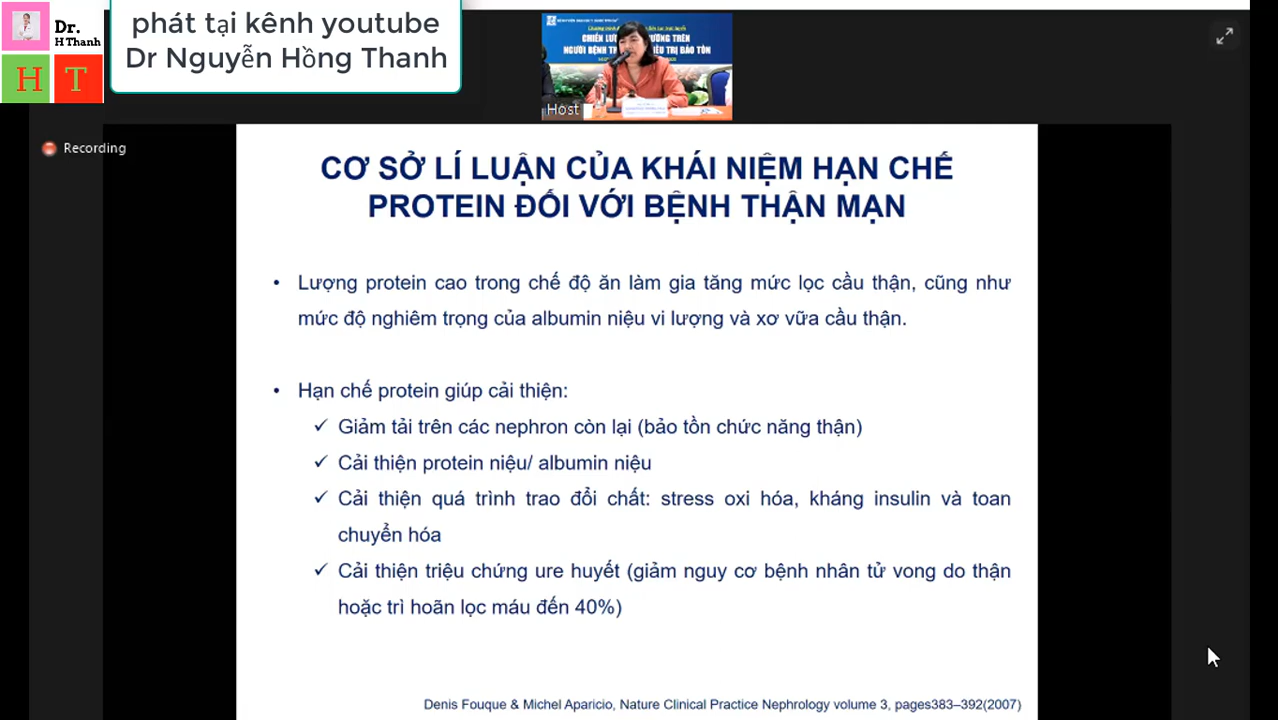 phát tại kênh youtube
Dr Nguyễn Hồng Thanh
Dr.
H Thanh
H T
CHIẾN LƯ
Host
Recording
CƠ SỞ LÍ LUẬN CỦA KHÁI NIỆM HẠN CHẾ
PROTEIN ĐỐI VỚI BỆNH THẬN MẠN
• Lượng protein cao trong chế độ ăn làm gia tăng mức lọc cầu thận, cũng như
mức độ nghiêm trọng của albumin niệu vi lượng và xơ vữa cầu thận.
• Hạn chế protein giúp cải thiện:
✓ Giảm tải trên các nephron còn lại (bảo tồn chức năng thận)
✓ Cải thiện protein niệu/ albumin niệu
✓ Cải thiện quá trình trao đổi chất: stress oxi hóa, kháng insulin và toan
chuyển hóa
✓ Cải thiện triệu chứng ure huyết (giảm nguy cơ bệnh nhân tử vong do thận
hoặc trì hoãn lọc máu đến 40%)
Denis Fouque & Michel Aparicio, Nature Clinical Practice Nephrology volume 3, pages383–392(2007)